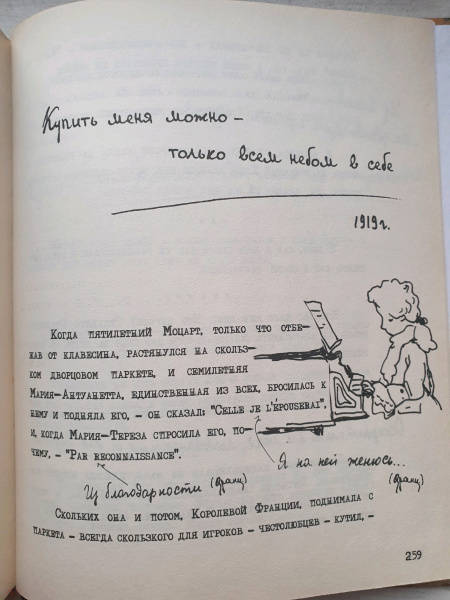 Купить меня можно –
только всем небом в себе
1919г.
Когда пятилетний Моцарт, только что отбе-
жав от клавесина, растянулся на скольз-
ком дворцовом паркете, и семилетняя
Мария-Антуанетта, единственная из всех, бросилась к
нему и подняла его, - он сказал: "Celle je l'épouserai".
И, когда Мария-Тереза спросила его, по-
чему, - "Par reconnaissance".
Я на ней женюсь...
(франц)
Из благодарности (франц)
Скольких она и потом, Королевой Франции, поднимала с
паркета - всегда скользкого для игроков - честолюбцев - кутил, -
259